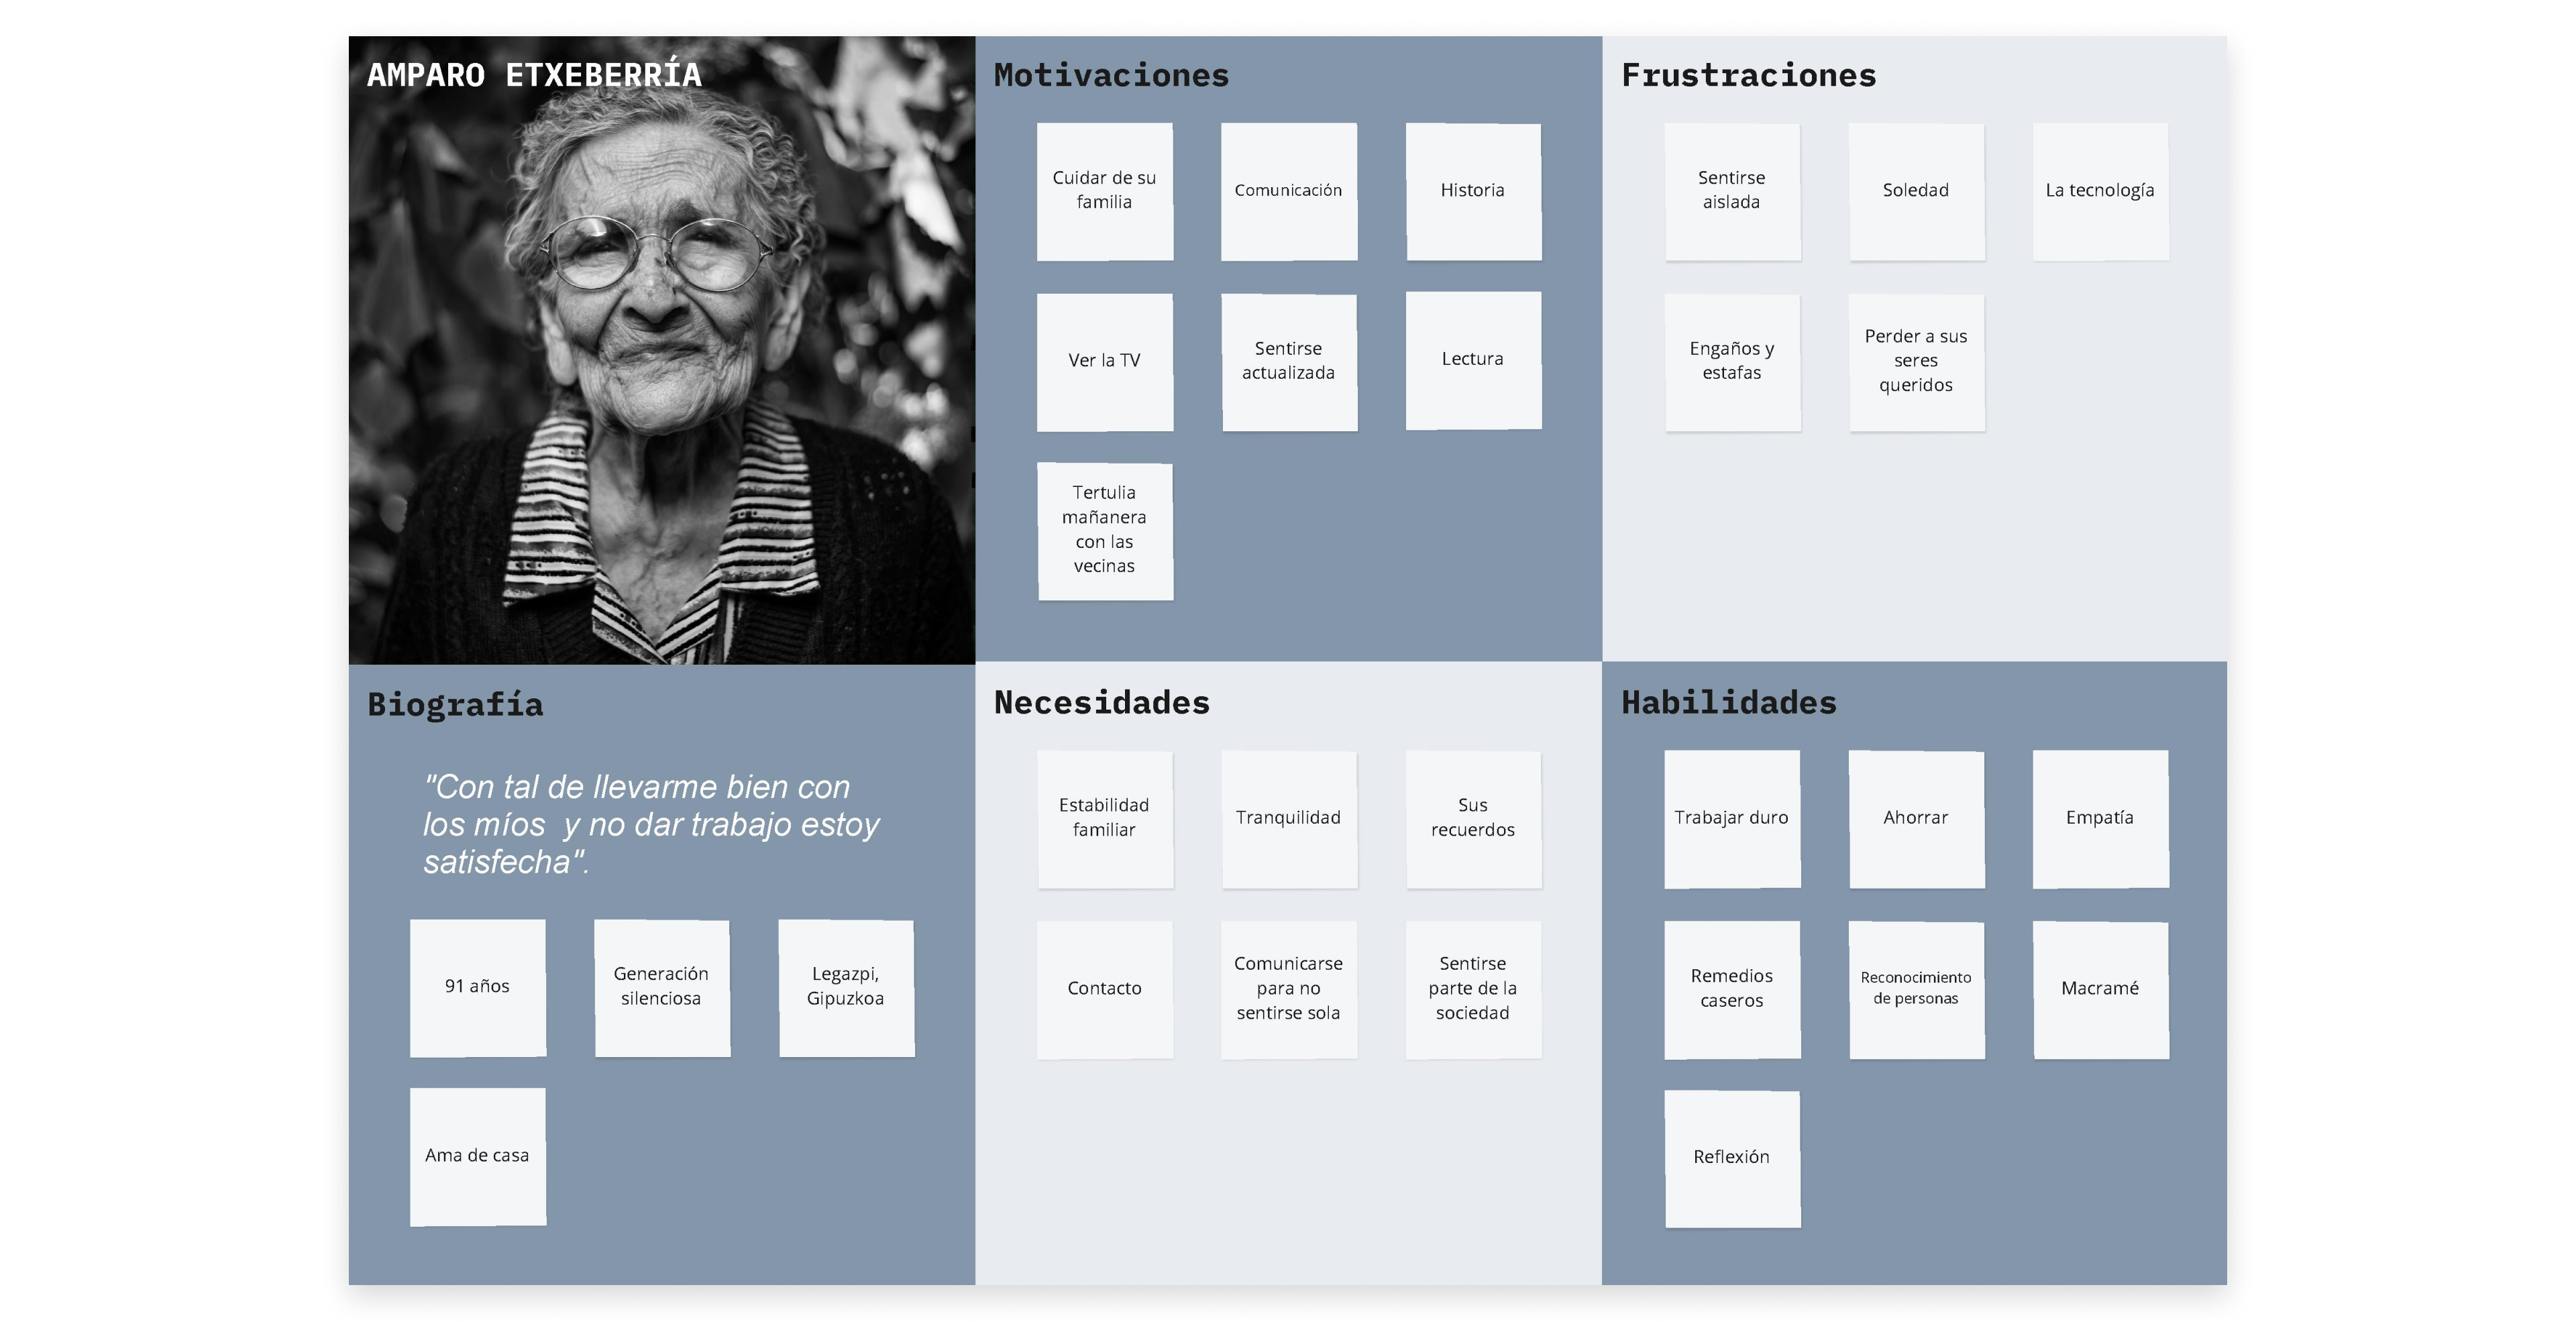 AMPARO ETXEBERRÍA
Motivaciones
Cuidar de su
familia
Comunicación
Historia
Ver la TV
Sentirse
actualizada
Lectura
Tertulia
mañanera
con las
vecinas
Frustraciones
Sentirse
aislada
Soledad
La tecnología
Engaños y
estafas
Perder a sus
seres
queridos
Biografía
"Con tal de llevarme bien con
los míos  y no dar trabajo estoy
satisfecha".
91 años
Generación
silenciosa
Legazpi,
Gipuzkoa
Ama de casa
Necesidades
Estabilidad
familiar
Tranquilidad
Sus
recuerdos
Contacto
Comunicarse
para no
sentirse sola
Sentirse
parte de la
sociedad
Habilidades
Trabajar duro
Ahorrar
Empatía
Remedios
caseros
Reconocimiento
de personas
Macramé
Reflexión